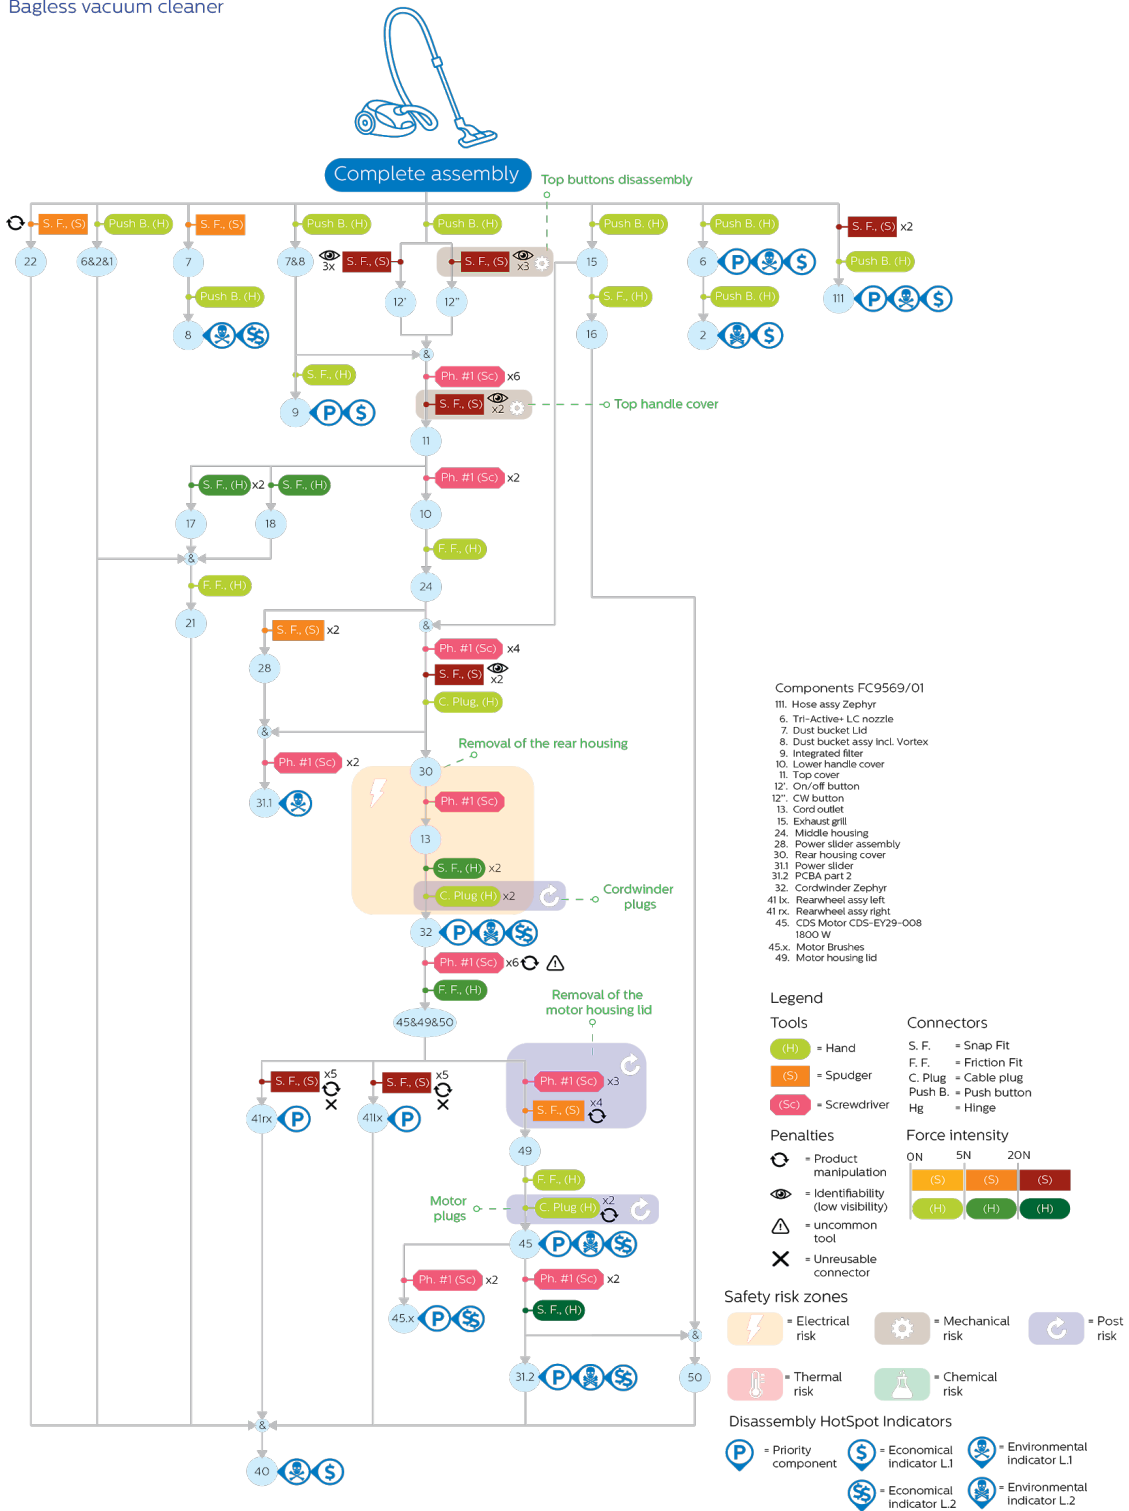 Bagless vacuum cleaner
Complete assembly
Top buttons disassembly
S. F., (S)
Push B. (H)
S. F., (S)
Push B. (H)
Push B. (H)
Push B. (H)
Push B. (H)
S. F., (S) x2
22
6&2&1
7
7&8
3x
S. F., (S)
S. F., (S)
x3
15
6
P
$
Push B. (H)
Push B. (H)
12'
12"
S. F., (H)
Push B. (H)
111
P
$
8
$$
16
2
$
&
S. F., (H)
Ph. #1 (Sc) x6
9
P
$
S. F., (S)
x2
Top handle cover
11
S. F., (H) x2
S. F., (H)
Ph. #1 (Sc) x2
17
18
10
&
F. F., (H)
F. F., (H)
24
21
S. F., (S) x2
&
28
Ph. #1 (Sc) x4
S. F., (S)
x2
C. Plug, (H)
&
Removal of the rear housing
Ph. #1 (Sc) x2
30
31.1
Ph. #1 (Sc)
13
S. F., (H) x2
C. Plug (H) x2
Cordwinder
plugs
32
P
$$
Ph. #1 (Sc) x6
F. F., (H)
45&49&50
Removal of the
motor housing lid
S. F., (S) x5
S. F., (S) x5
Ph. #1 (Sc) x3
S. F., (S) x4
41rx
P
41lx
P
49
F. F., (H)
Motor
plugs
C. Plug (H) x2
45
P
$$
Ph. #1 (Sc) x2
Ph. #1 (Sc) x2
45.x
P
$$
S. F., (H)
&
31.2
P
$$
50
&
40
$
Components FC9569/01
111. Hose assy Zephyr
6. Tri-Active+ LC nozzle
7. Dust bucket Lid
8. Dust bucket assy incl. Vortex
9. Integrated filter
10. Lower handle cover
11. Top cover
12'. On/off button
12''. CW button
13. Cord outlet
15. Exhaust grill
24. Middle housing
28. Power slider assembly
30. Rear housing cover
31.1 Power slider
31.2 PCBA part 2
32. Cordwinder Zephyr
41 lx. Rearwheel assy left
41 rx. Rearwheel assy right
45. CDS Motor CDS-EY29-008
1800 W
45.x. Motor Brushes
49. Motor housing lid
Legend
Tools
(H) = Hand
(S) = Spudger
(Sc) = Screwdriver
Connectors
S. F. = Snap Fit
F. F. = Friction Fit
C. Plug = Cable plug
Push B. = Push button
Hg = Hinge
Penalties
= Product
manipulation
= Identifiability
(low visibility)
= uncommon
tool
= Unreusable
connector
Force intensity
0N 5N 20N
(S) (S) (S)
(H) (H) (H)
Safety risk zones
= Electrical
risk
= Mechanical
risk
= Post
risk
= Thermal
risk
= Chemical
risk
Disassembly HotSpot Indicators
P = Priority
component
$ = Economical
indicator L.1
= Environmental
indicator L.1
$$ = Economical
indicator L.2
= Environmental
indicator L.2